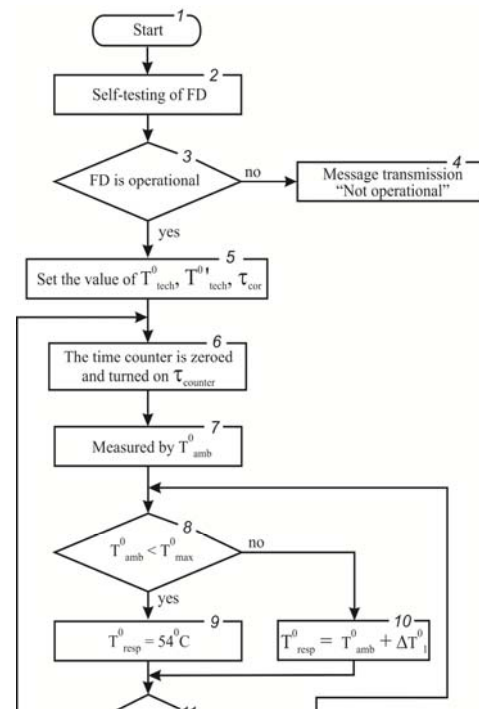 1
Start
2
Self-testing of FD
3
FD is operational
no
4
Message transmission
“Not operational”
yes
5
Set the value of T⁰tech, T⁰'tech, τcor
6
The time counter is zeroed
and turned on τcounter
7
Measured by T⁰amb
8
T⁰amb < T⁰max
no
yes
9
T⁰resp = 54⁰C
10
T⁰resp = T⁰amb + ΔT⁰1
11